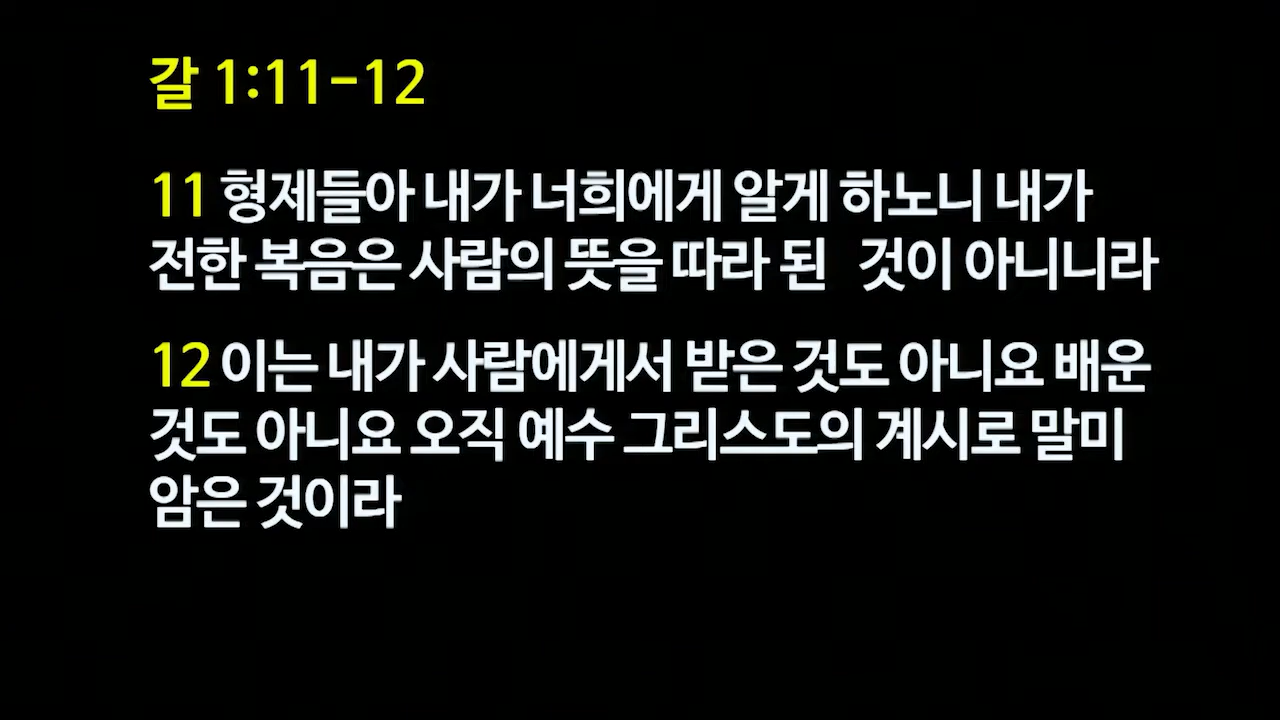 갈 1:11-12
11 형제들아 내가 너희에게 알게 하노니 내가
전한 복음은 사람의 뜻을 따라 된 것이 아니니라
12 이는 내가 사람에게서 받은 것도 아니요 배운
것도 아니요 오직 예수 그리스도의 계시로 말미
암은 것이라